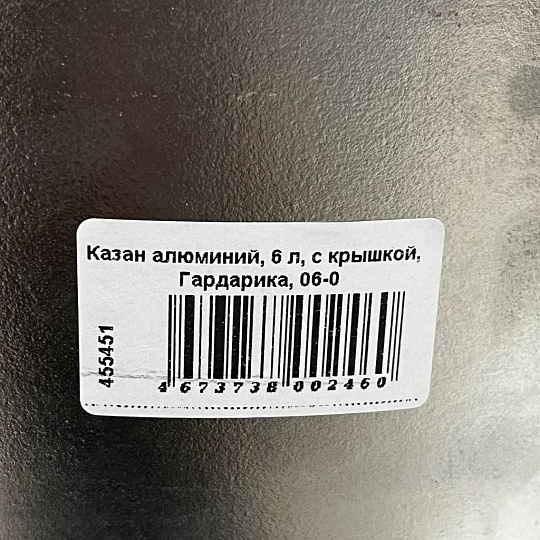 Казан алюминий, 6 л, с крышкой,
Гардарика, 06-0
455451
4 673738 002460